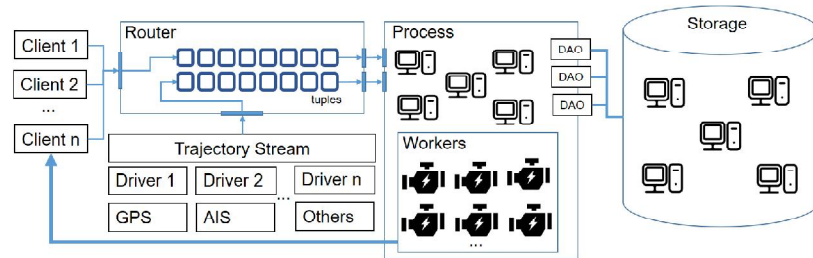 Client 1
Client 2
...
Client n
Router
tuples
Trajectory Stream
Driver 1
Driver 2
...
Driver n
GPS
AIS
Others
Process
Workers
...
DAO
DAO
DAO
Storage